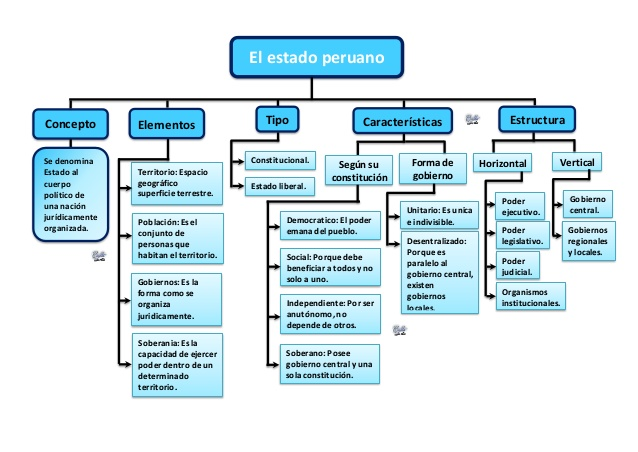 El estado peruano
Concepto
Se denomina
Estado al
cuerpo
político de
una nación
jurídicamente
organizada.
Elementos
Territorio: Espacio
geográfico
superficie terrestre.
Población: Es el
conjunto de
personas que
habitan el territorio.
Gobiernos: Es la
forma como se
organiza
juridicamente.
Soberania: Es la
capacidad de ejercer
poder dentro de un
determinado
territorio.
Tipo
Constitucional.
Estado liberal.
Características
Según su
constitución
Democratico: El poder
emana del pueblo.
Social: Porque debe
beneficiar a todos y no
solo a uno.
Independiente: Por ser
anutónomo, no
depende de otros.
Soberano: Posee
gobierno central y una
sola constitución.
Forma de
gobierno
Unitario: Es unica
e indivisible.
Desentralizado:
Porque es
paralelo al
gobierno central,
existen
gobiernos
locales.
Estructura
Horizontal
Poder
ejecutivo.
Poder
legislativo.
Poder
judicial.
Organismos
institucionales.
Vertical
Gobierno
central.
Gobiernos
regionales
y locales.